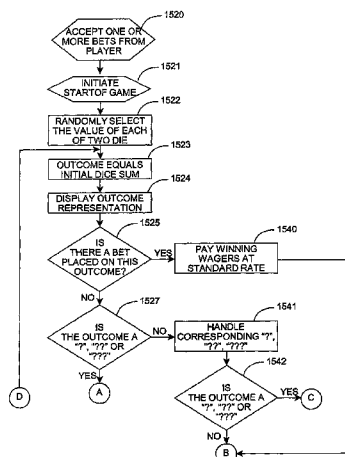 1520
ACCEPT ONE OR
MORE BETS FROM
PLAYER
1521
INITIATE
STARTOF GAME
1522
RANDOMLY SELECT
THE VALUE OF EACH
OF TWO DIE
1523
OUTCOME EQUALS
INITIAL DICE SUM
1524
DISPLAY OUTCOME
REPRESENTATION
1525
IS
THERE A BET
PLACED ON THIS
OUTCOME?
YES
1540
PAY WINNING
WAGERS AT
STANDARD RATE
NO
1527
IS
THE OUTCOME A
"?", "??" OR
"???"
NO
1541
HANDLE
CORRESPONDING "?",
"??", "???"
YES
A
D
1542
IS
THE OUTCOME A
"?", "??" OR
"???"
YES
C
NO
B